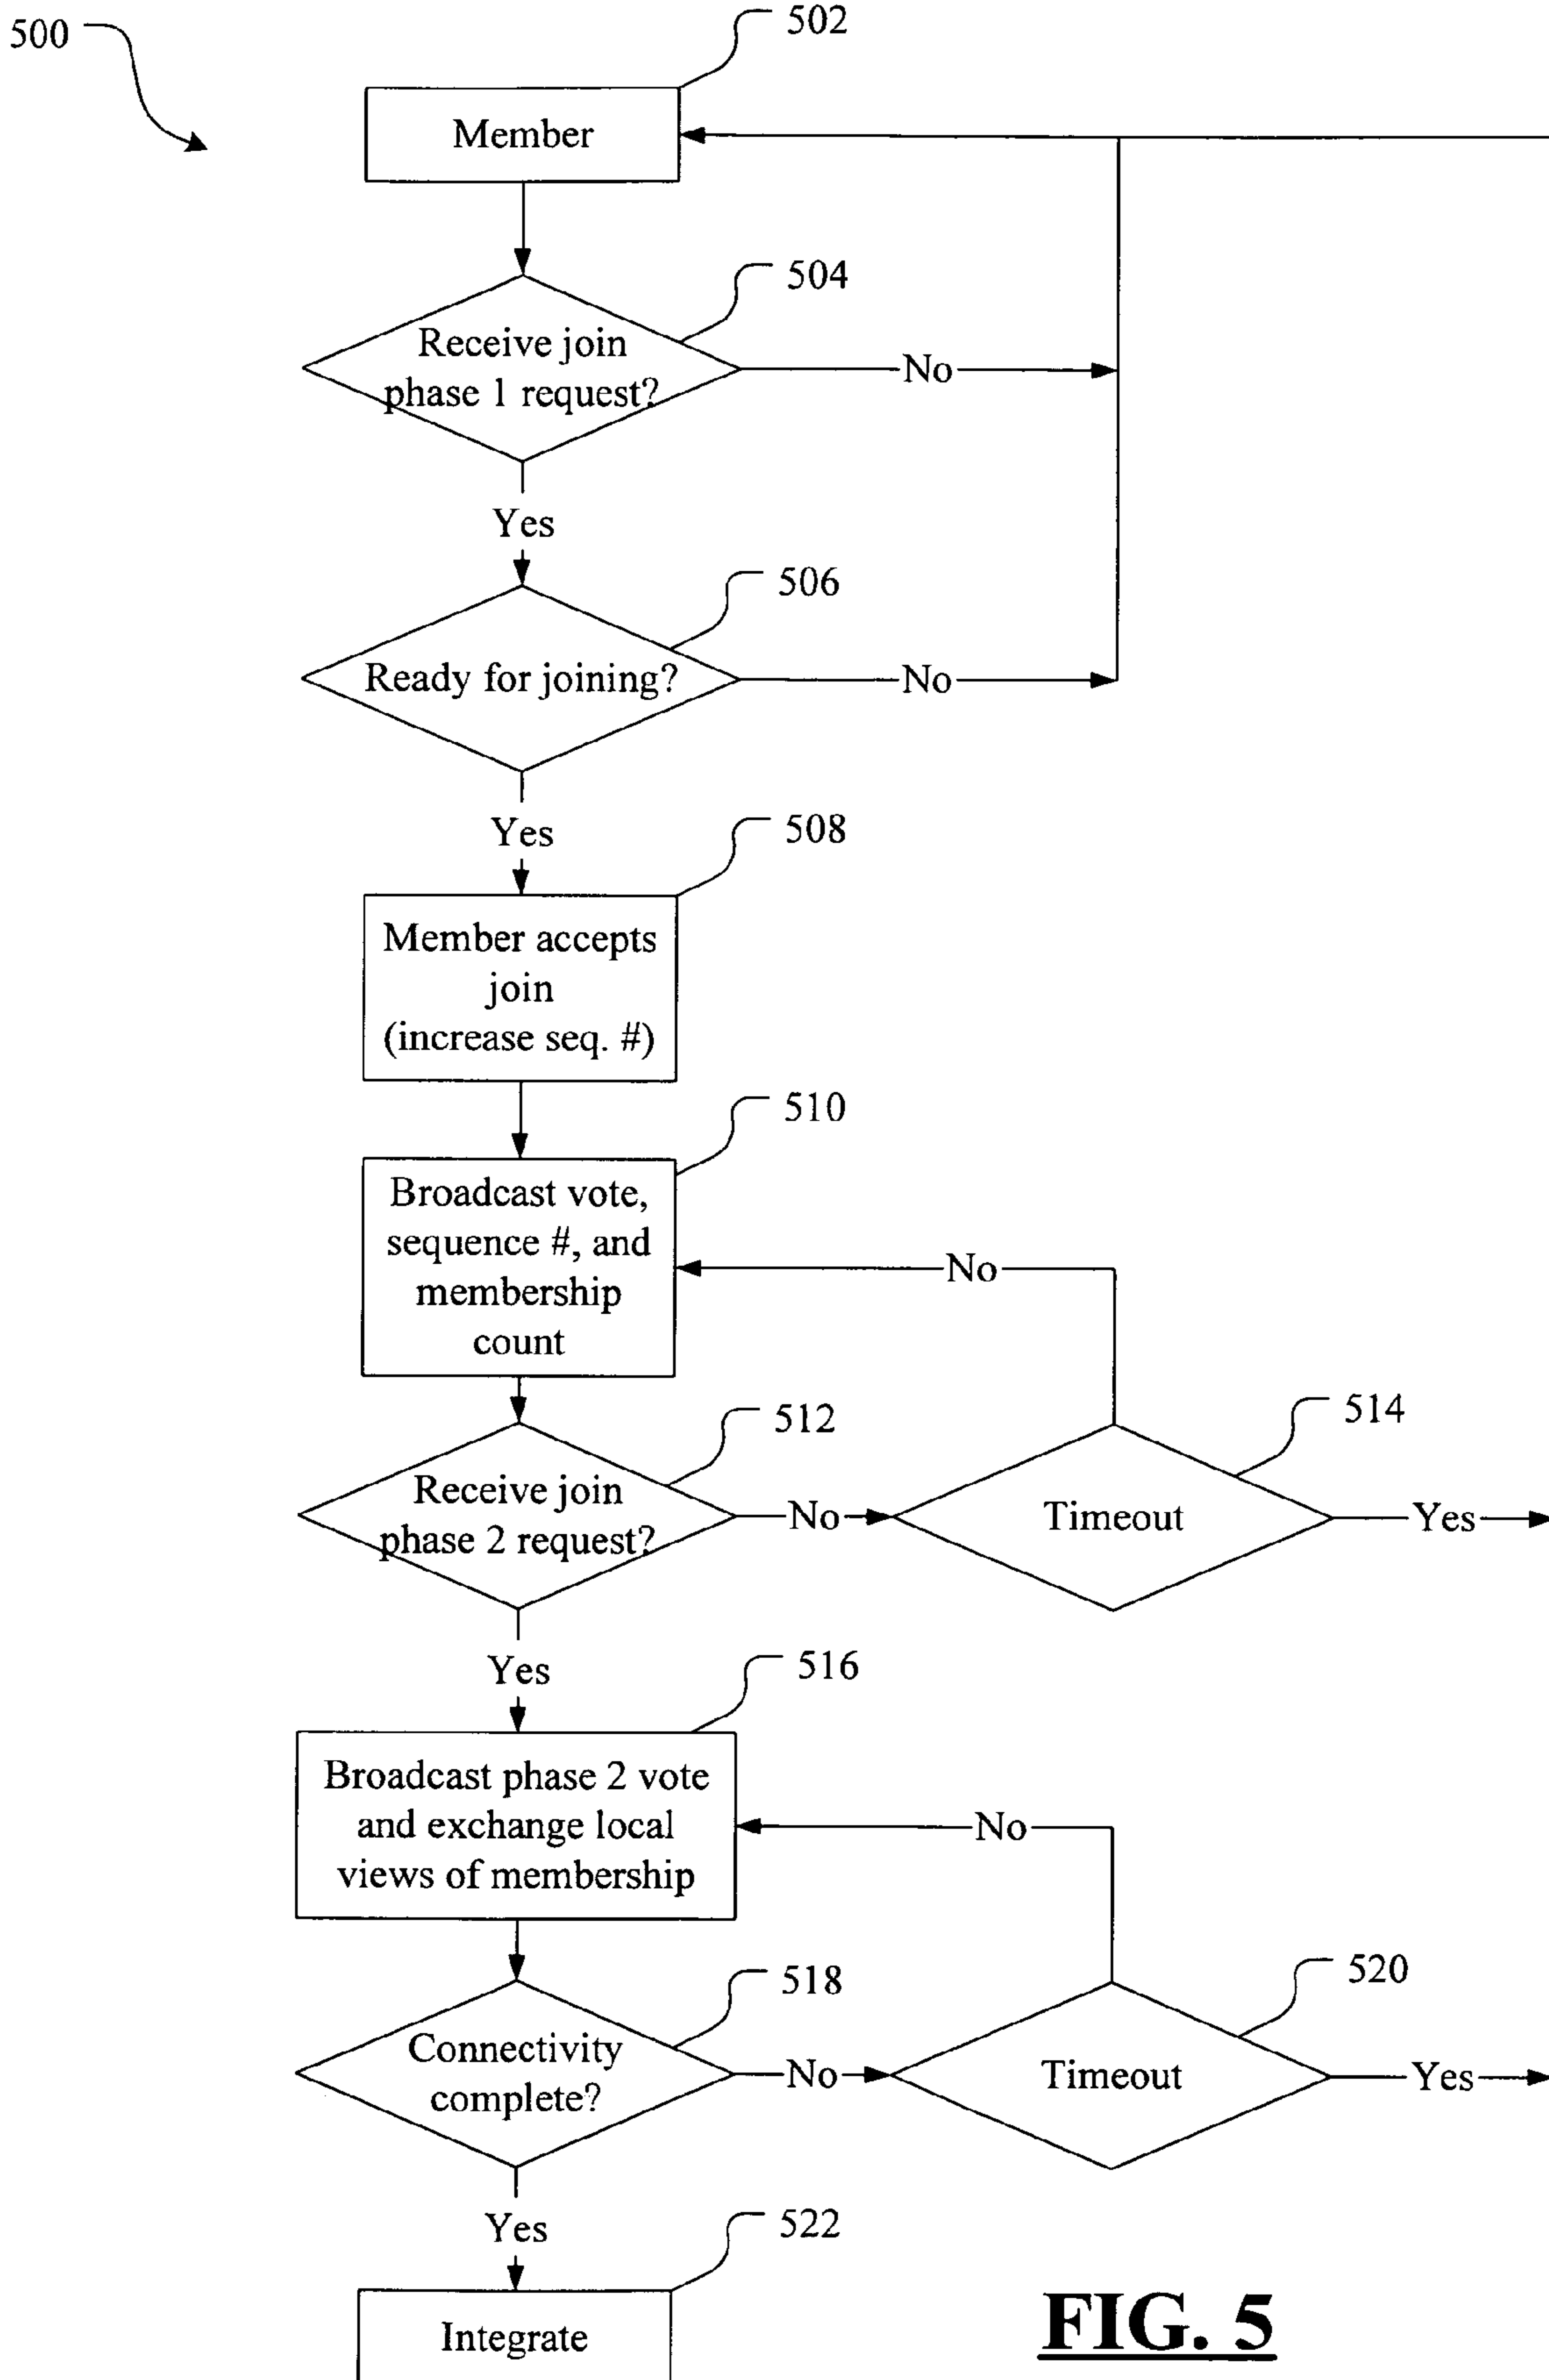 500
502
Member
504
Receive join
phase 1 request?
No
Yes
506
Ready for joining?
No
Yes
508
Member accepts
join
(increase seq. #)
510
Broadcast vote,
sequence #, and
membership
count
No
512
514
Receive join
phase 2 request?
No
Timeout
Yes
Yes
516
Broadcast phase 2 vote
and exchange local
views of membership
No
518
520
Connectivity
complete?
No
Timeout
Yes
Yes
522
Integrate
FIG. 5